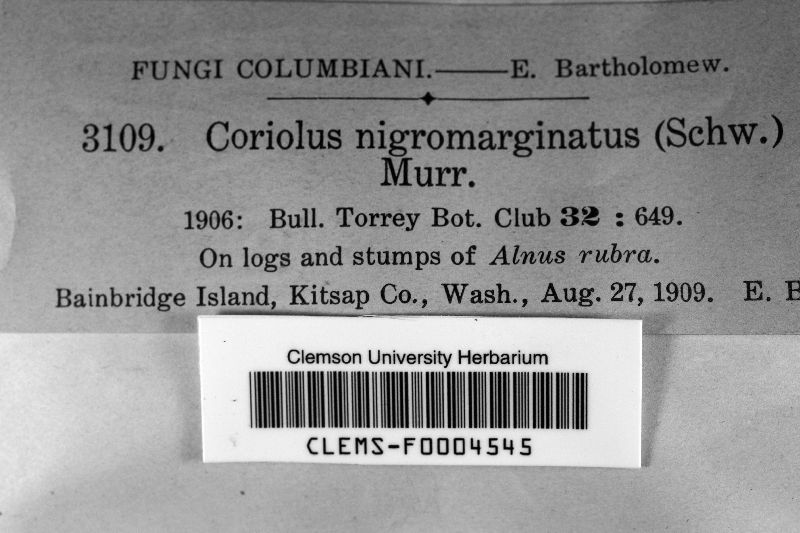 FUNGI COLUMBIANI.——E. Bartholomew.
3109. Coriolus nigromarginatus (Schw.)
Murr.
1906: Bull. Torrey Bot. Club 32 : 649.
On logs and stumps of Alnus rubra.
Bainbridge Island, Kitsap Co., Wash., Aug. 27, 1909. E.
Clemson University Herbarium
CLEMS-F0004545